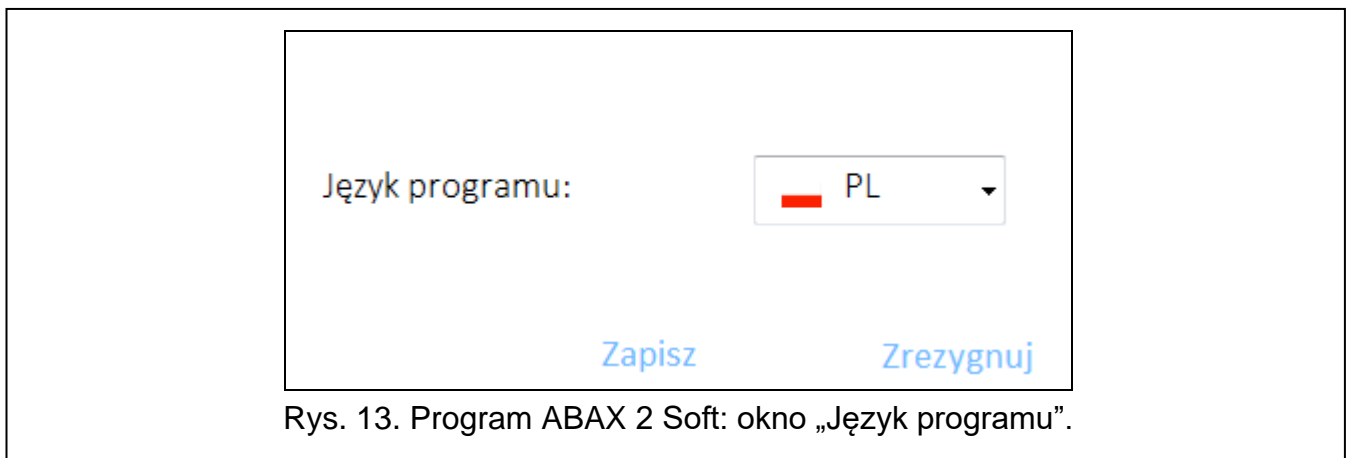 Język programu: PL
Zapisz Zrezygnuj
Rys. 13. Program ABAX 2 Soft: okno „Język programu”.